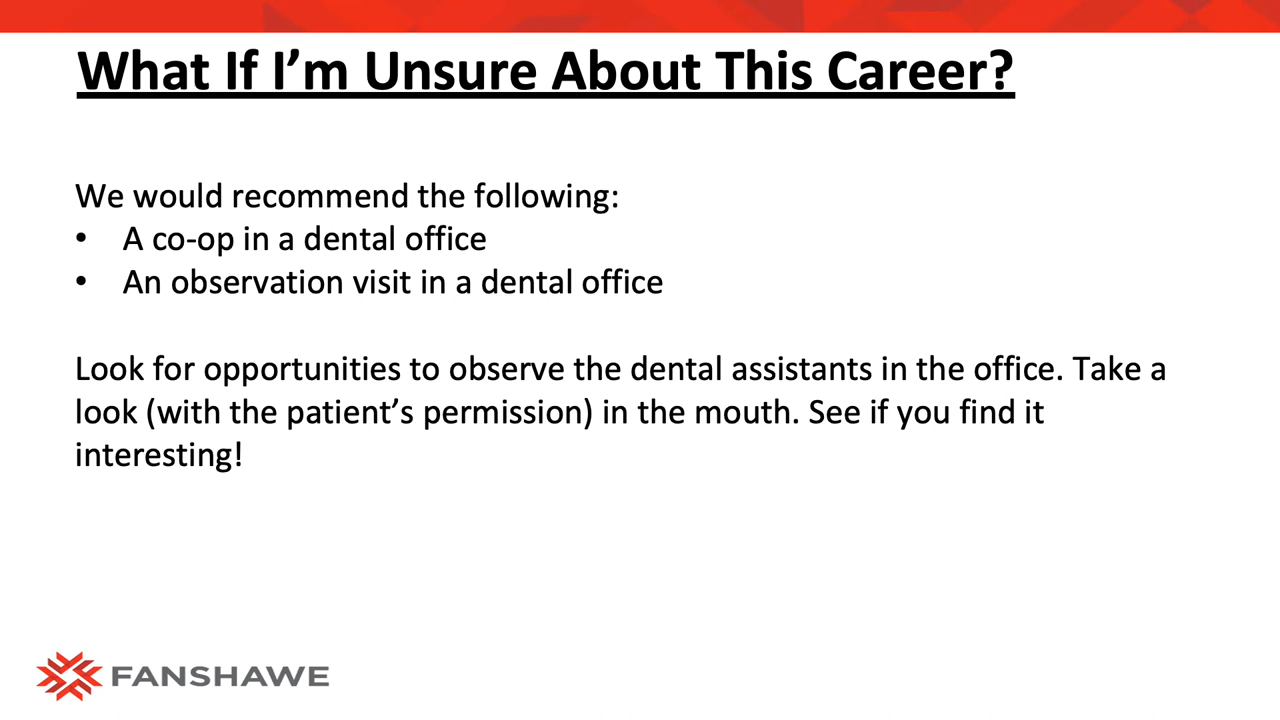 What If I’m Unsure About This Career?
We would recommend the following:
• A co-op in a dental office
• An observation visit in a dental office
Look for opportunities to observe the dental assistants in the office. Take a
look (with the patient’s permission) in the mouth. See if you find it
interesting!
FANSHAWE